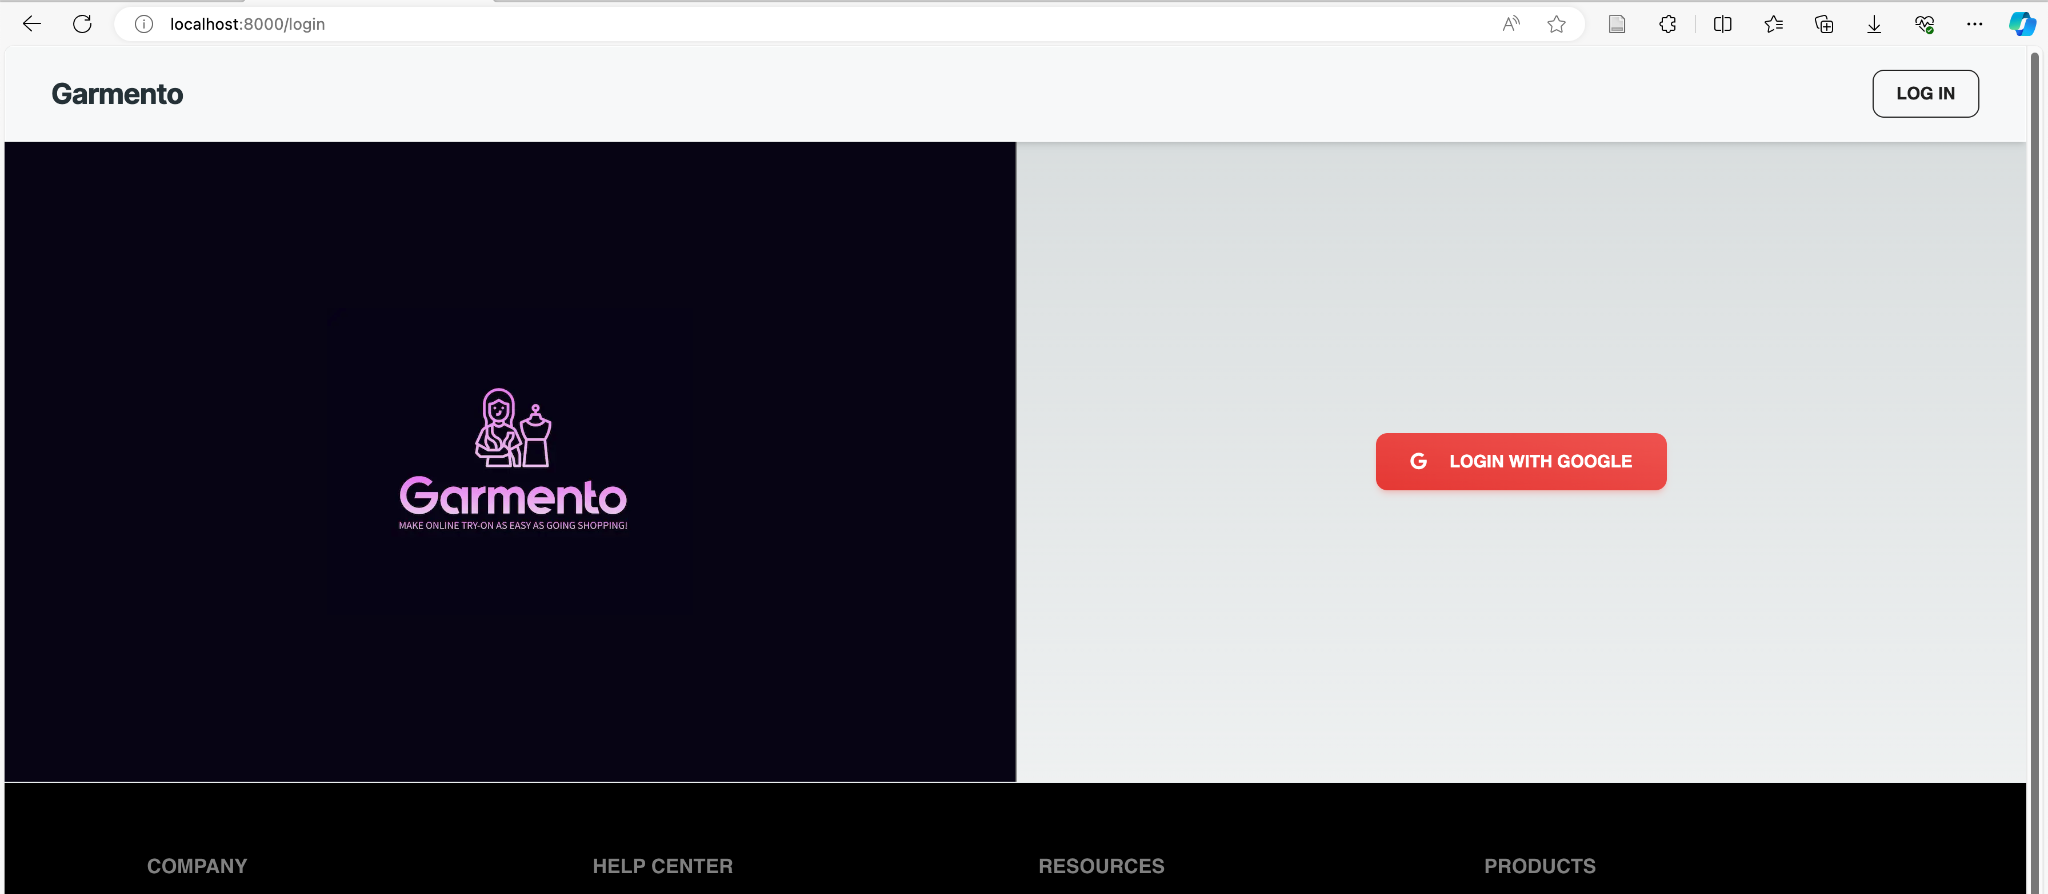 localhost:8000/login
Garmento
LOG IN
Garmento
MAKE ONLINE TRY-ON AS EASY AS GOING SHOPPING!
G LOGIN WITH GOOGLE
COMPANY
HELP CENTER
RESOURCES
PRODUCTS